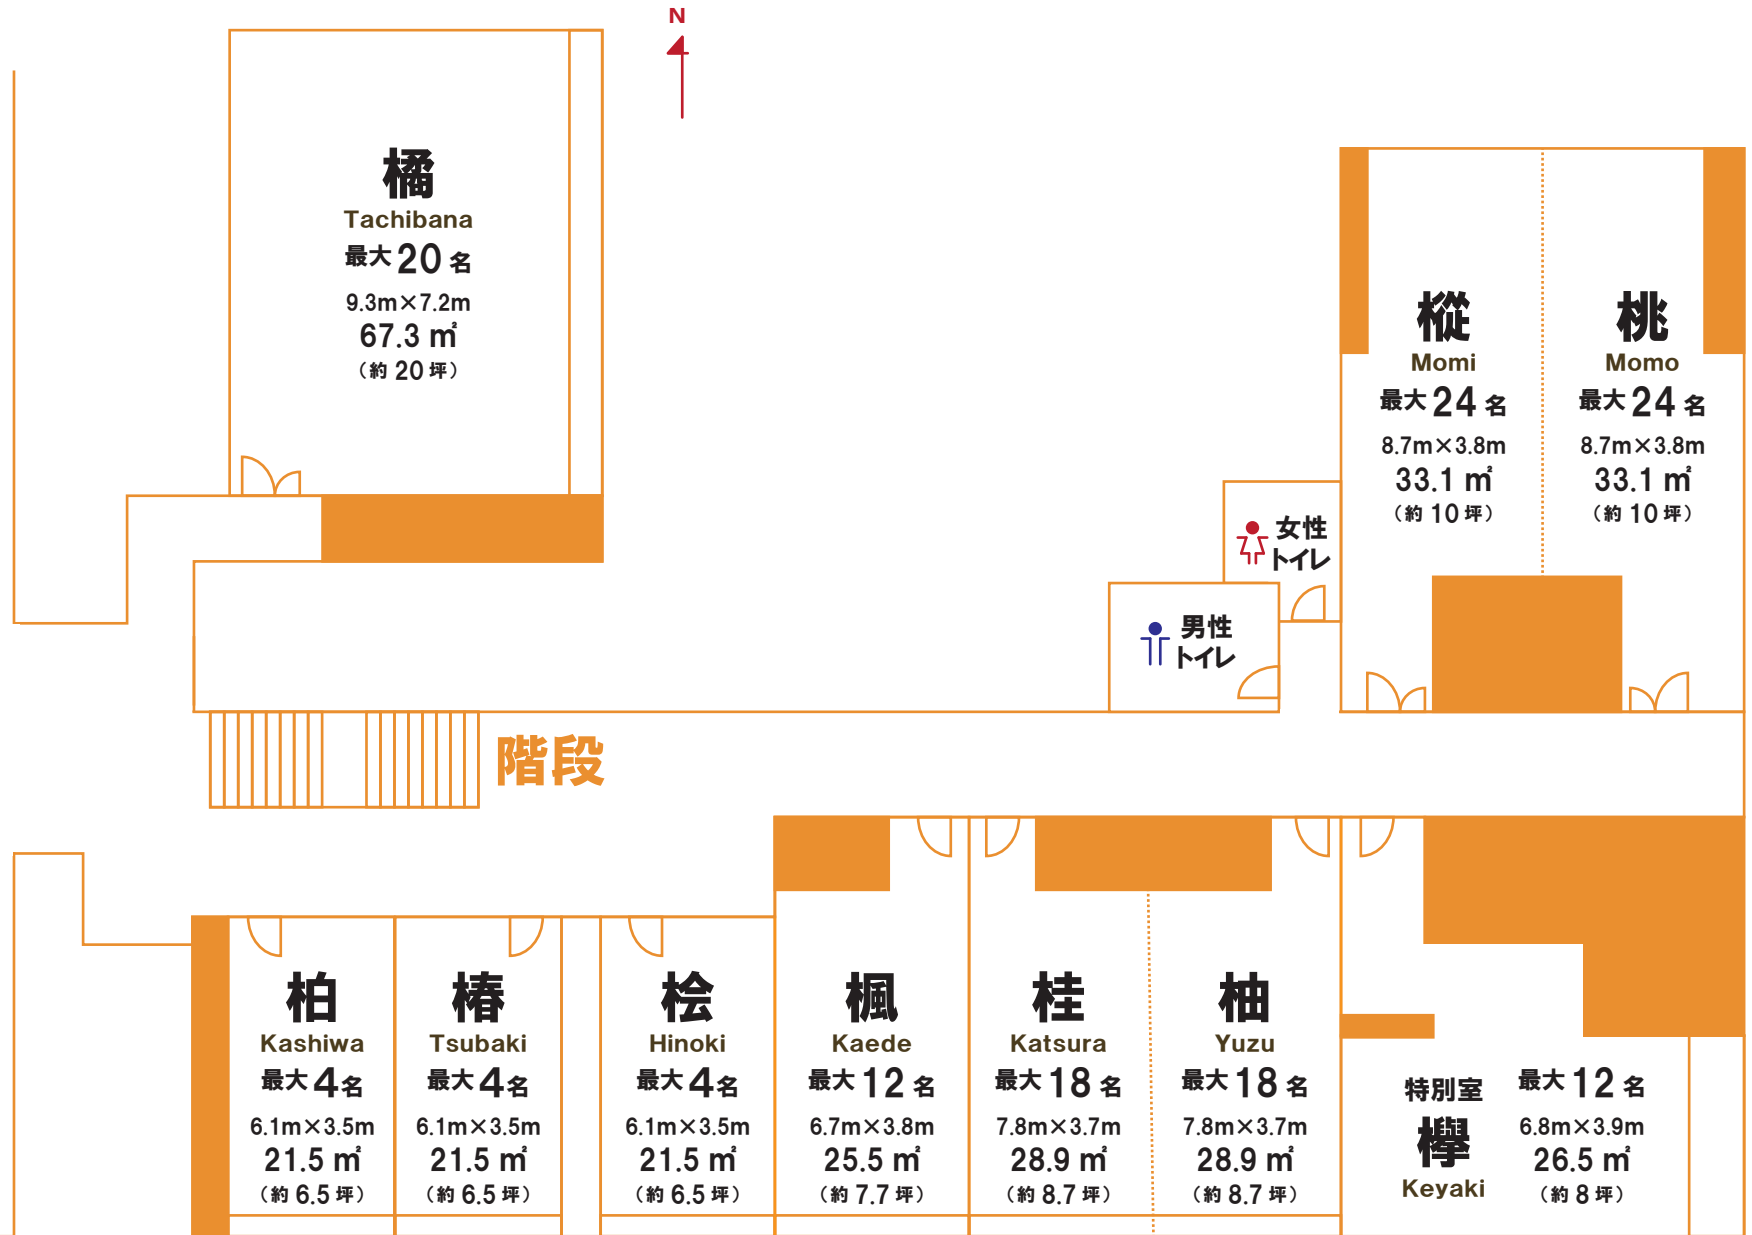 N
橘
Tachibana
最大20名
9.3m×7.2m
67.3㎡
（約20坪）
樅
Momi
最大24名
8.7m×3.8m
33.1㎡
（約10坪）
桃
Momo
最大24名
8.7m×3.8m
33.1㎡
（約10坪）
女性
トイレ
男性
トイレ
階段
柏
Kashiwa
最大4名
6.1m×3.5m
21.5㎡
（約6.5坪）
椿
Tsubaki
最大4名
6.1m×3.5m
21.5㎡
（約6.5坪）
桧
Hinoki
最大4名
6.1m×3.5m
21.5㎡
（約6.5坪）
楓
Kaede
最大12名
6.7m×3.8m
25.5㎡
（約7.7坪）
桂
Katsura
最大18名
7.8m×3.7m
28.9㎡
（約8.7坪）
柚
Yuzu
最大18名
7.8m×3.7m
28.9㎡
（約8.7坪）
特別室
欅
Keyaki
最大12名
6.8m×3.9m
26.5㎡
（約8坪）